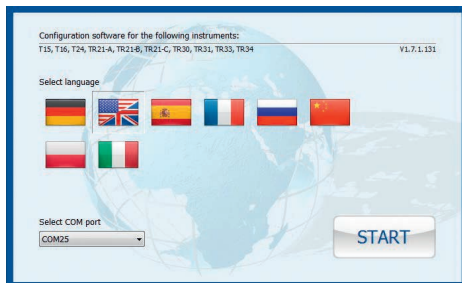 Configuration software for the following instruments:
T15, T16, T24, TR21-A, TR21-B, TR21-C, TR30, TR31, TR33, TR34 V1.7.1.131
Select language
Select COM port
COM25
START